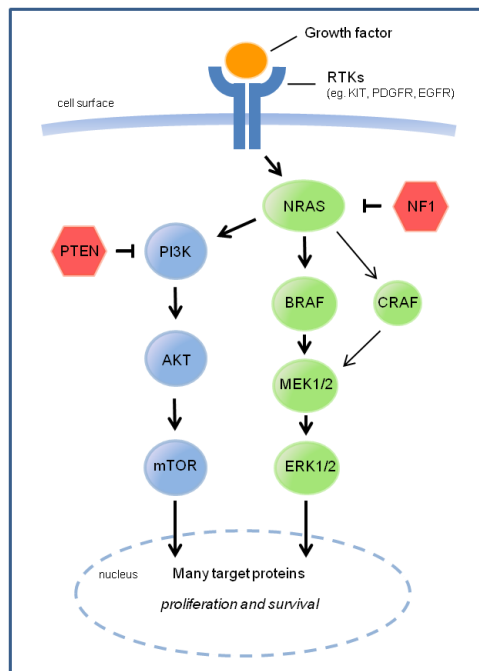 Growth factor
RTKs
(eg. KIT, PDGFR, EGFR)
cell surface
NRAS
NF1
PTEN
PI3K
BRAF
CRAF
AKT
MEK1/2
mTOR
ERK1/2
nucleus
Many target proteins
proliferation and survival